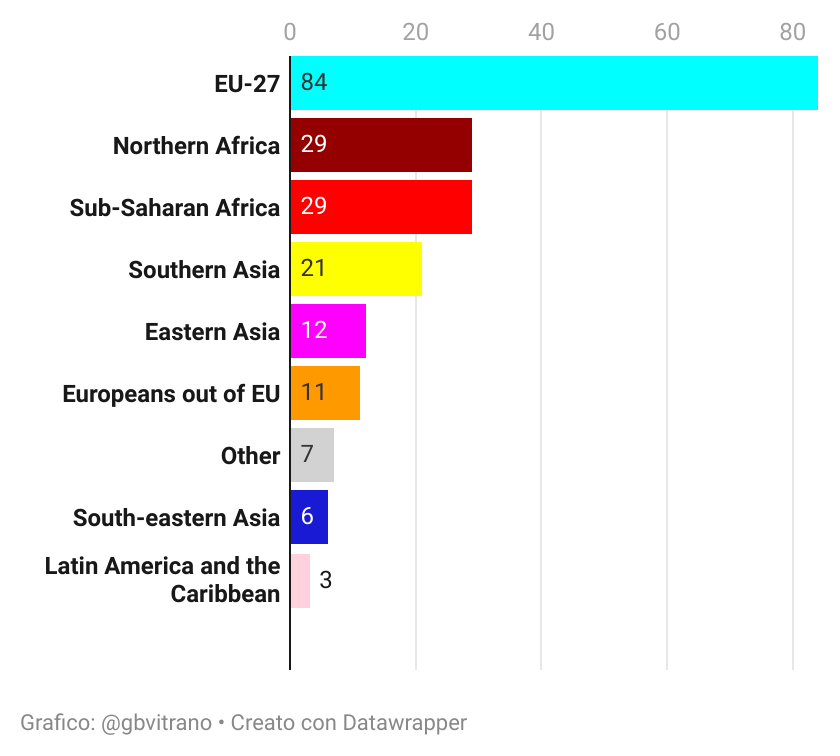 0 20 40 60 80
EU-27 84
Northern Africa 29
Sub-Saharan Africa 29
Southern Asia 21
Eastern Asia 12
Europeans out of EU 11
Other 7
South-eastern Asia 6
Latin America and the
Caribbean 3
Grafico: @gbvitrano • Creato con Datawrapper